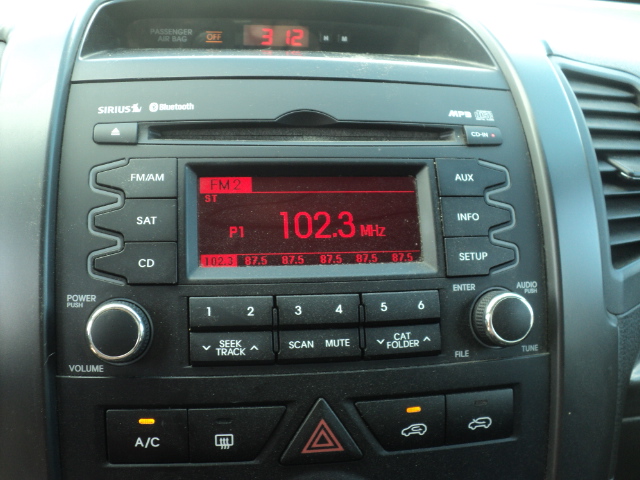 PASSENGER
AIR BAG
OFF
3:12
H M
SIRIUS
Bluetooth
MP3
CD-IN
FM/AM
SAT
CD
FM 2
ST
P1 102.3 MHz
102.3 87.5 87.5 87.5 87.5 87.5
AUX
INFO
SETUP
POWER
PUSH
VOLUME
1 2 3 4 5 6
SEEK
TRACK
SCAN MUTE
CAT
FOLDER
ENTER
AUDIO
PUSH
FILE
TUNE
A/C